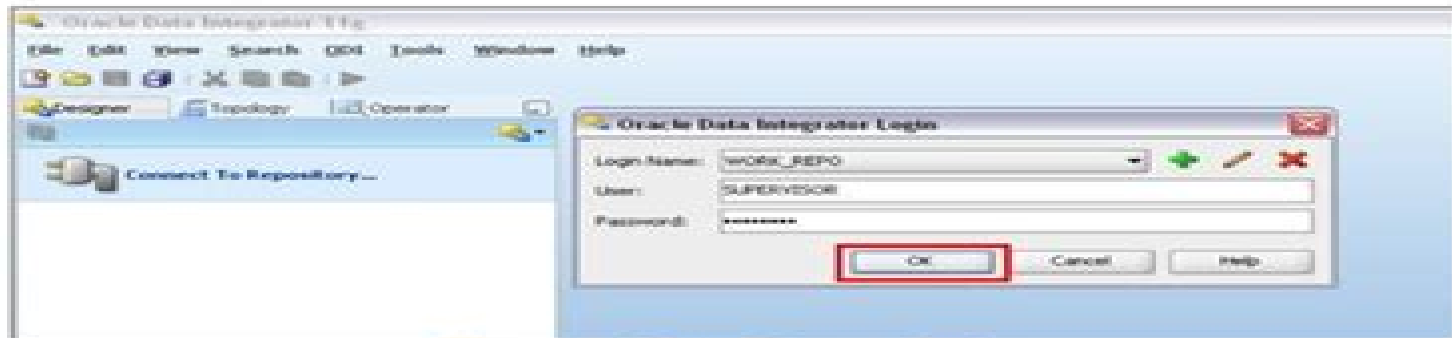 Oracle Data Integrator 11g
File Edit View Search ODI Tools Window Help
Designer Topology Operator
Connect To Repository...
Oracle Data Integrator Login
Login Name: WORK_REPO
User: SUPERVISOR
Password: ••••••••
OK Cancel Help